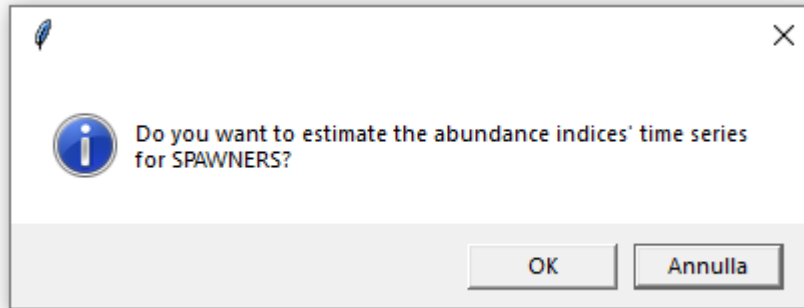 Do you want to estimate the abundance indices' time series
for SPAWNERS?
OK
Annulla